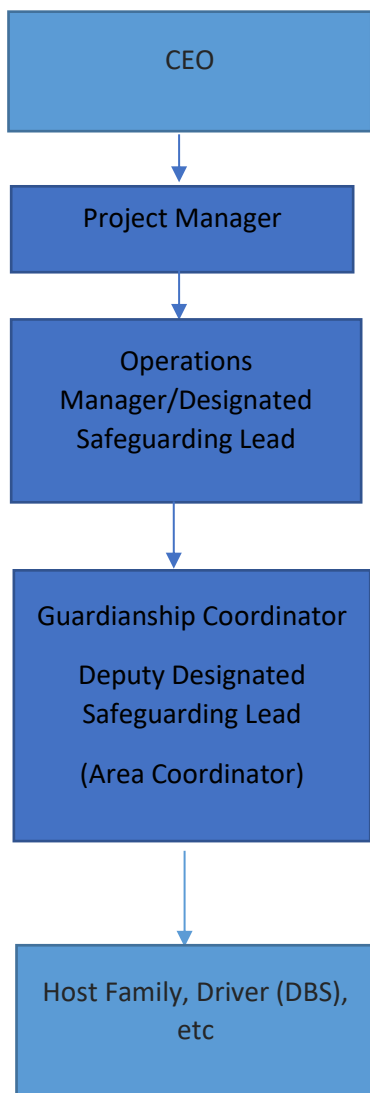 CEO
Project Manager
Operations
Manager/Designated
Safeguarding Lead
Guardianship Coordinator
Deputy Designated
Safeguarding Lead
(Area Coordinator)
Host Family, Driver (DBS),
etc